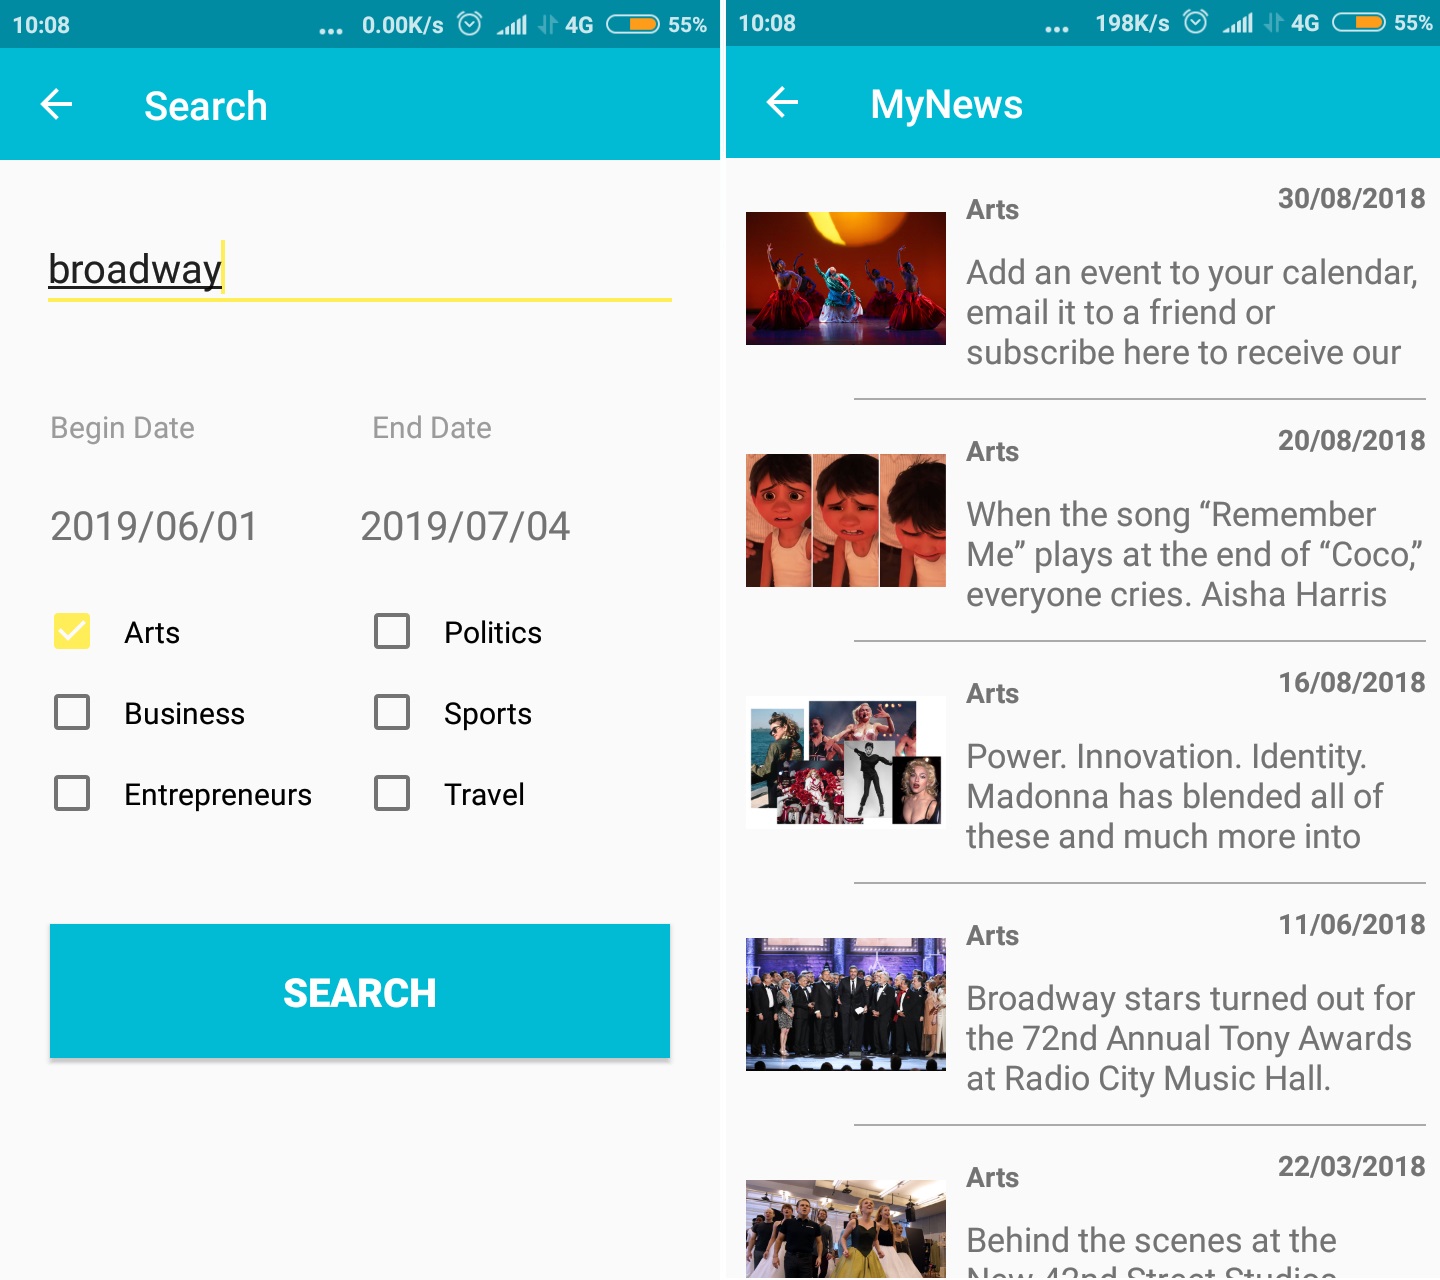 10:08 ... 0.00K/s 4G 55%
Search
broadway
Begin Date End Date
2019/06/01 2019/07/04
Arts Politics
Business Sports
Entrepreneurs Travel
SEARCH
10:08 ... 198K/s 4G 55%
MyNews
Arts 30/08/2018
Add an event to your calendar,
email it to a friend or
subscribe here to receive our
Arts 20/08/2018
When the song “Remember
Me” plays at the end of “Coco,”
everyone cries. Aisha Harris
Arts 16/08/2018
Power. Innovation. Identity.
Madonna has blended all of
these and much more into
Arts 11/06/2018
Broadway stars turned out for
the 72nd Annual Tony Awards
at Radio City Music Hall.
Arts 22/03/2018
Behind the scenes at the
New 42nd Street Studios